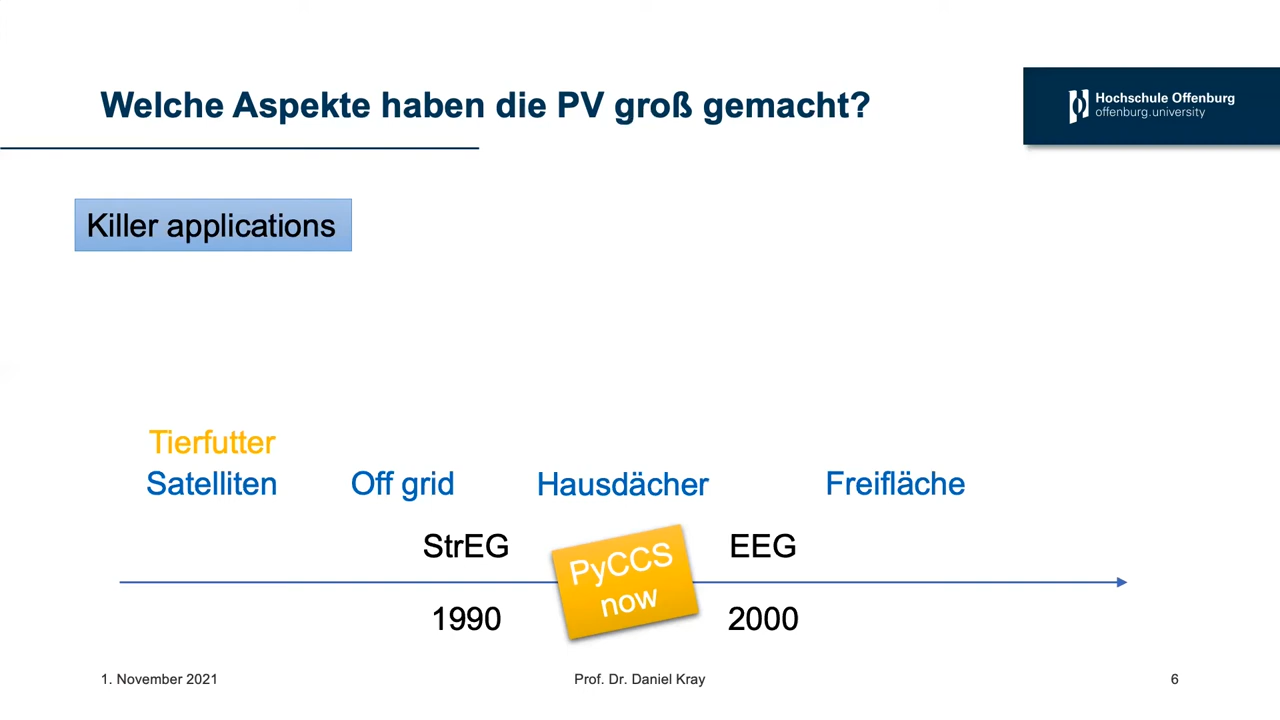 Welche Aspekte haben die PV groß gemacht?
Hochschule Offenburg
offenburg.university
Killer applications
Tierfutter
Satelliten
Off grid
Hausdächer
Freifläche
StrEG
PyCCS
now
EEG
1990
2000
1. November 2021
Prof. Dr. Daniel Kray
6